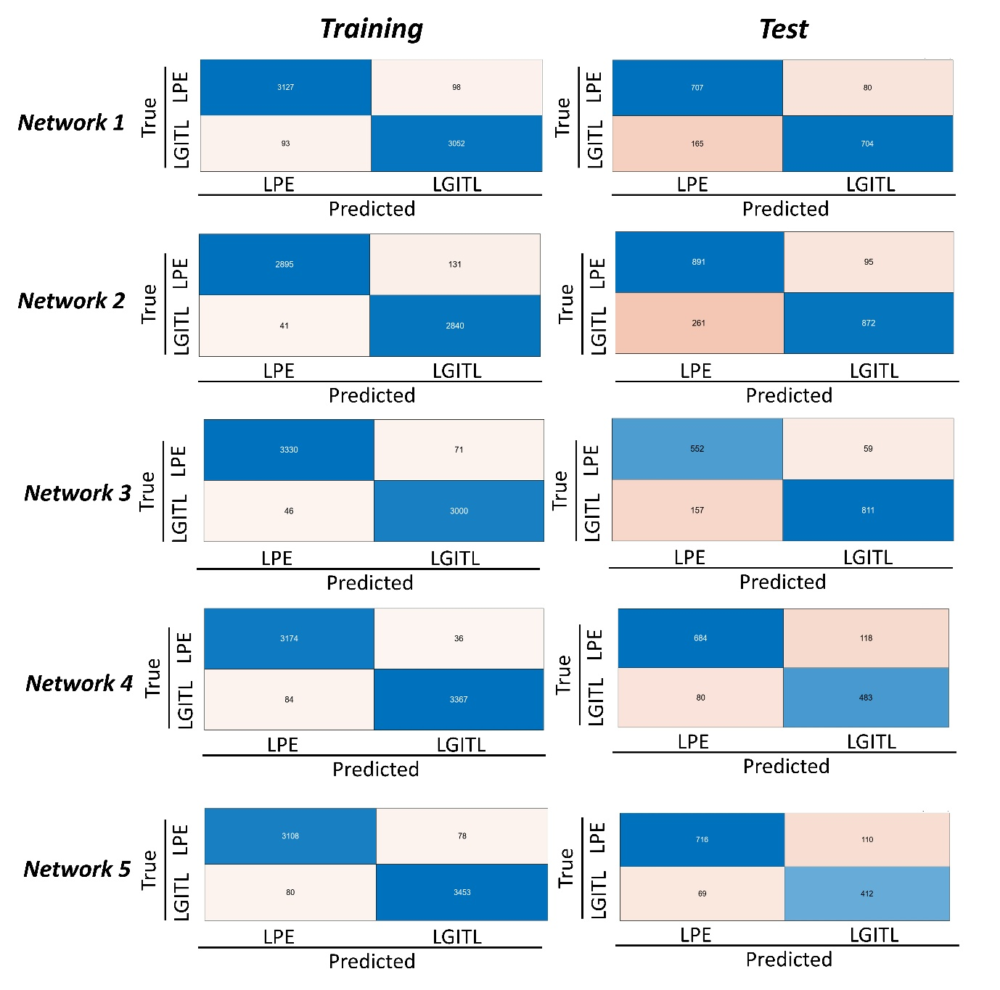 Training Test
Network 1
True LPE LGITL
3127 98
93 3052
LPE LGITL
Predicted
True LPE LGITL
707 80
165 704
LPE LGITL
Predicted
Network 2
True LPE LGITL
2895 131
41 2840
LPE LGITL
Predicted
True LPE LGITL
891 95
261 872
LPE LGITL
Predicted
Network 3
True LPE LGITL
3330 71
46 3000
LPE LGITL
Predicted
True LPE LGITL
552 59
157 811
LPE LGITL
Predicted
Network 4
True LPE LGITL
3174 36
84 3367
LPE LGITL
Predicted
True LPE LGITL
684 118
80 483
LPE LGITL
Predicted
Network 5
True LPE LGITL
3108 78
80 3453
LPE LGITL
Predicted
True LPE LGITL
716 110
69 412
LPE LGITL
Predicted